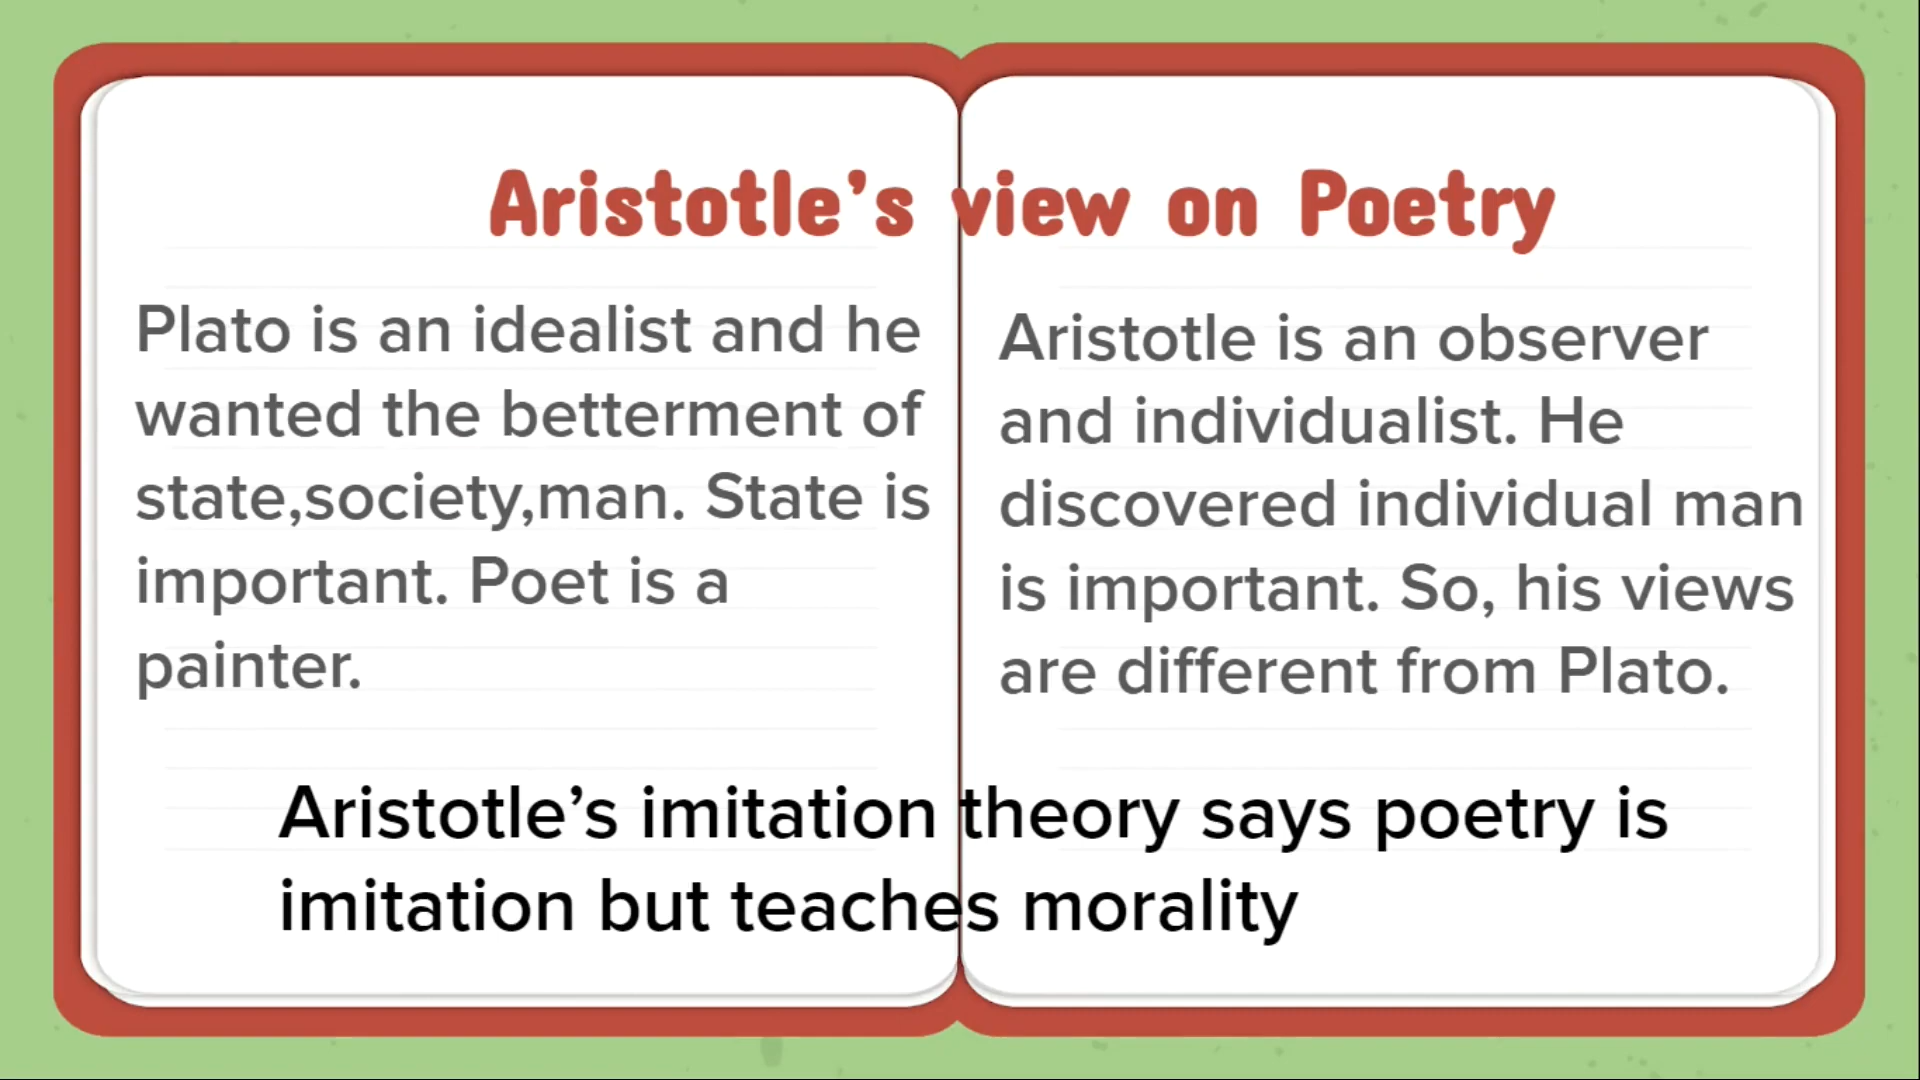 Aristotle’s view on Poetry
Plato is an idealist and he
wanted the betterment of
state,society,man. State is
important. Poet is a
painter.
Aristotle is an observer
and individualist. He
discovered individual man
is important. So, his views
are different from Plato.
Aristotle’s imitation theory says poetry is
imitation but teaches morality